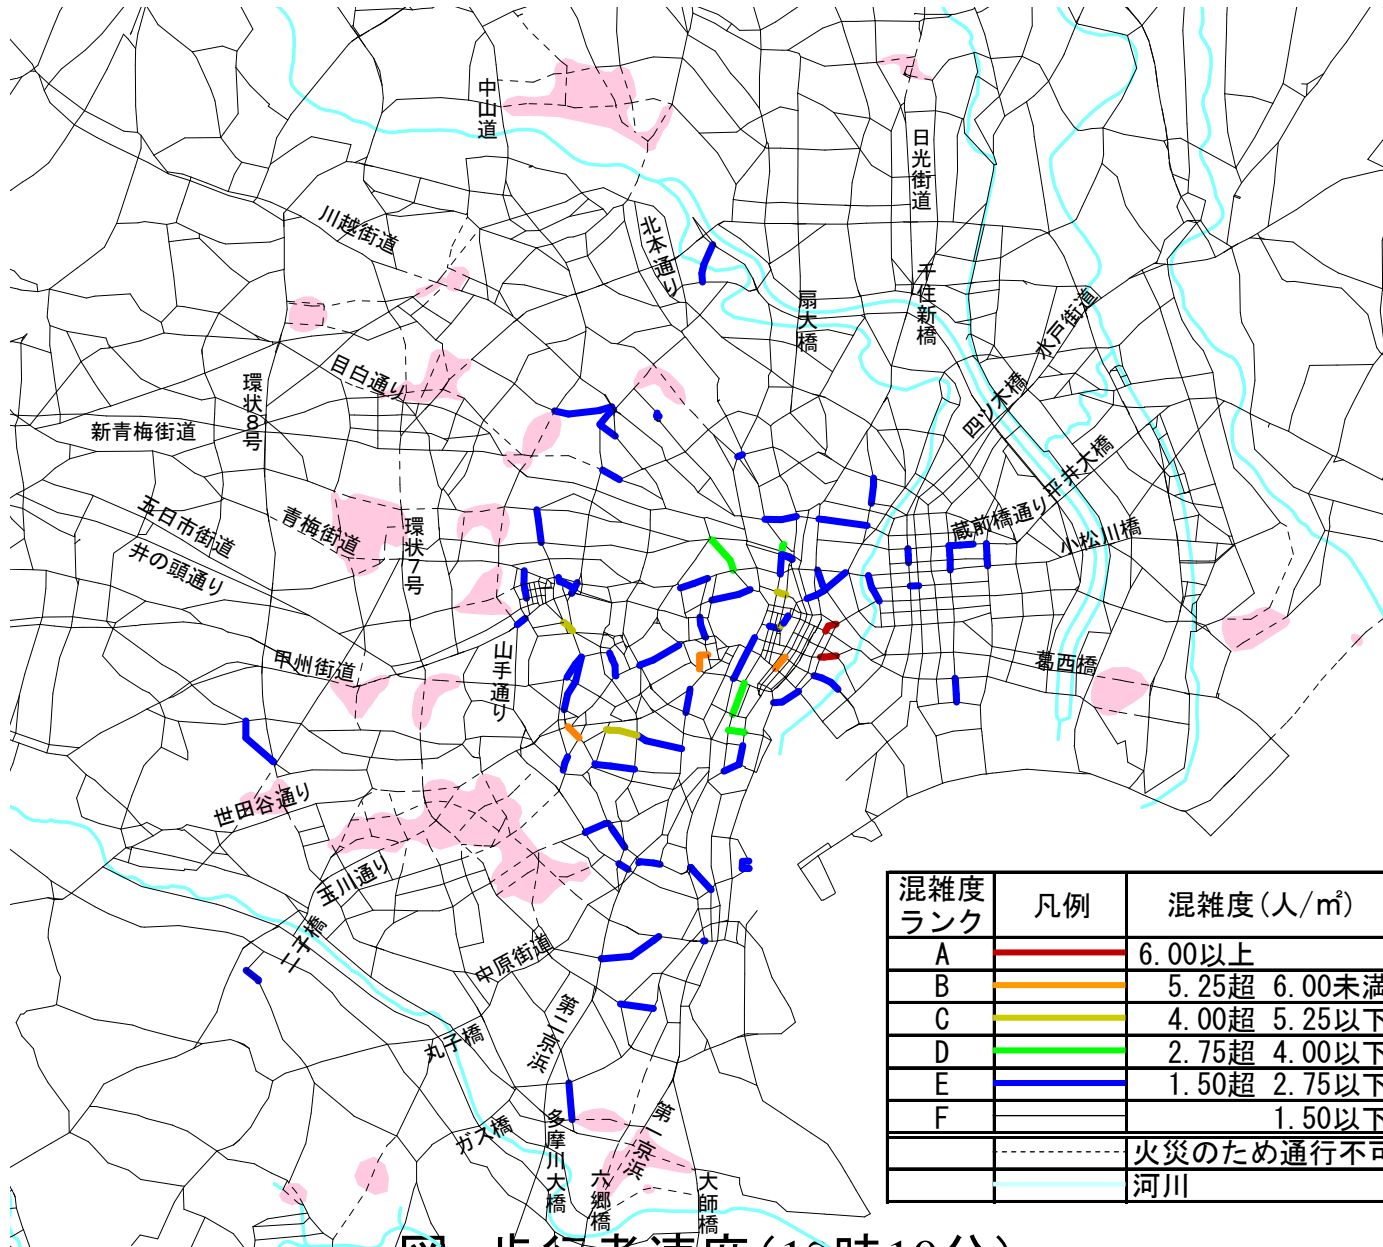 中山道
日光街道
川越街道
北本通り
千住新橋
扇大橋
水戸街道
目白通り
環状8号
四ツ木橋
新青梅街道
平井大橋
五日市街道
青梅街道
環状7号
蔵前橋通り
小松川橋
井の頭通り
甲州街道
山手通り
葛西橋
世田谷通り
玉川通り
二子橋
中原街道
第二京浜
丸子橋
ガス橋
多摩川大橋
第一京浜
六郷橋
大師橋
混雑度ランク 凡例 混雑度(人/㎡)
A 6.00以上
B 5.25超 6.00未満
C 4.00超 5.25以下
D 2.75超 4.00以下
E 1.50超 2.75以下
F 1.50以下
火災のため通行不可
河川